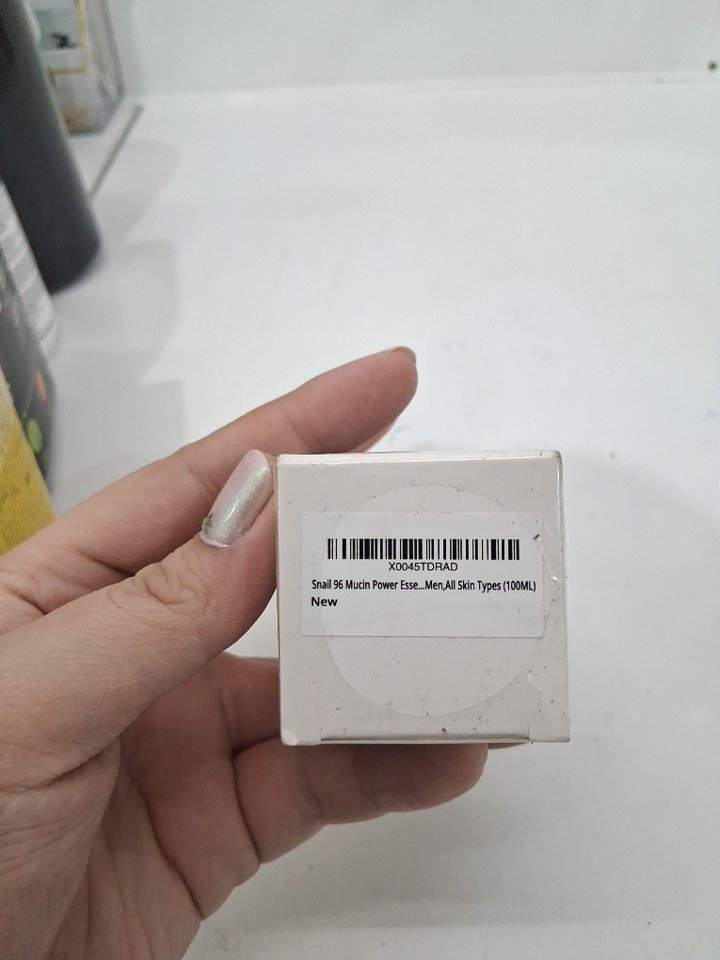 X0045TDRAD
Snail 96 Mucin Power Esse...Men,All Skin Types (100ML)
New